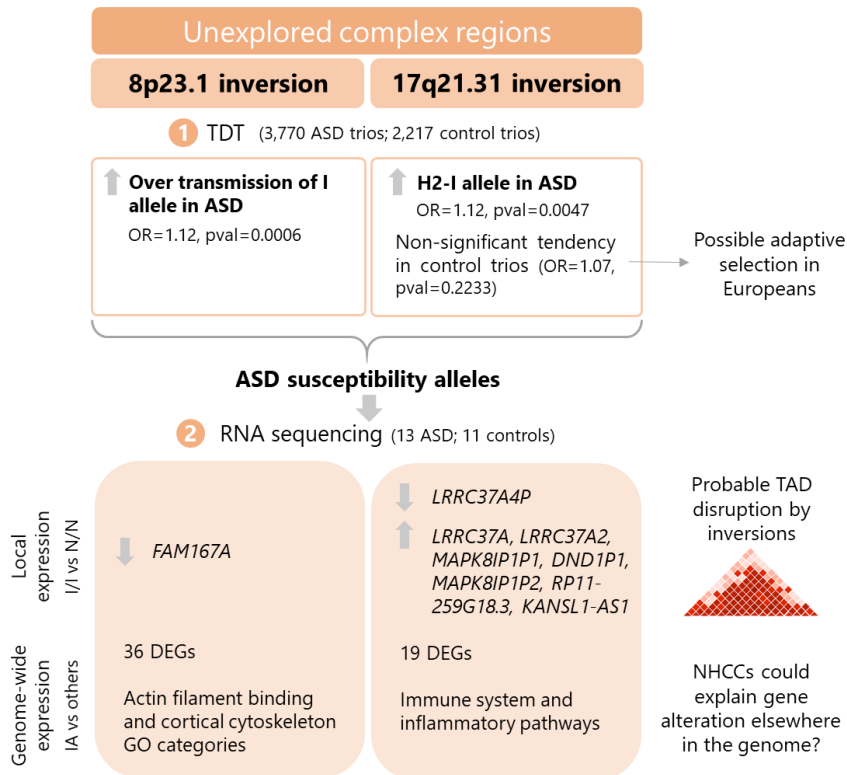 Unexplored complex regions
8p23.1 inversion
17q21.31 inversion
1 TDT (3,770 ASD trios; 2,217 control trios)
Over transmission of I
allele in ASD
OR=1.12, pval=0.0006
H2-I allele in ASD
OR=1.12, pval=0.0047
Non-significant tendency
in control trios (OR=1.07,
pval=0.2233)
Possible adaptive
selection in
Europeans
ASD susceptibility alleles
2 RNA sequencing (13 ASD; 11 controls)
Local
expression
I/I vs N/N
FAM167A
LRRC37A4P
LRRC37A, LRRC37A2,
MAPK8IP1P1, DND1P1,
MAPK8IP1P2, RP11-
259G18.3, KANSL1-AS1
Probable TAD
disruption by
inversions
Genome-wide
expression
IA vs others
36 DEGs
Actin filament binding
and cortical cytoskeleton
GO categories
19 DEGs
Immune system and
inflammatory pathways
NHCCs could
explain gene
alteration elsewhere
in the genome?